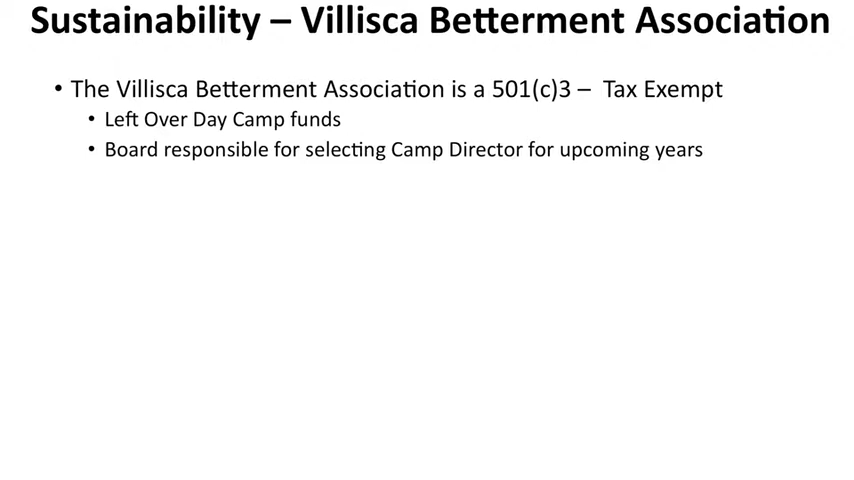 Sustainability – Villisca Betterment Association
• The Villisca Betterment Association is a 501(c)3 – Tax Exempt
• Left Over Day Camp funds
• Board responsible for selecting Camp Director for upcoming years